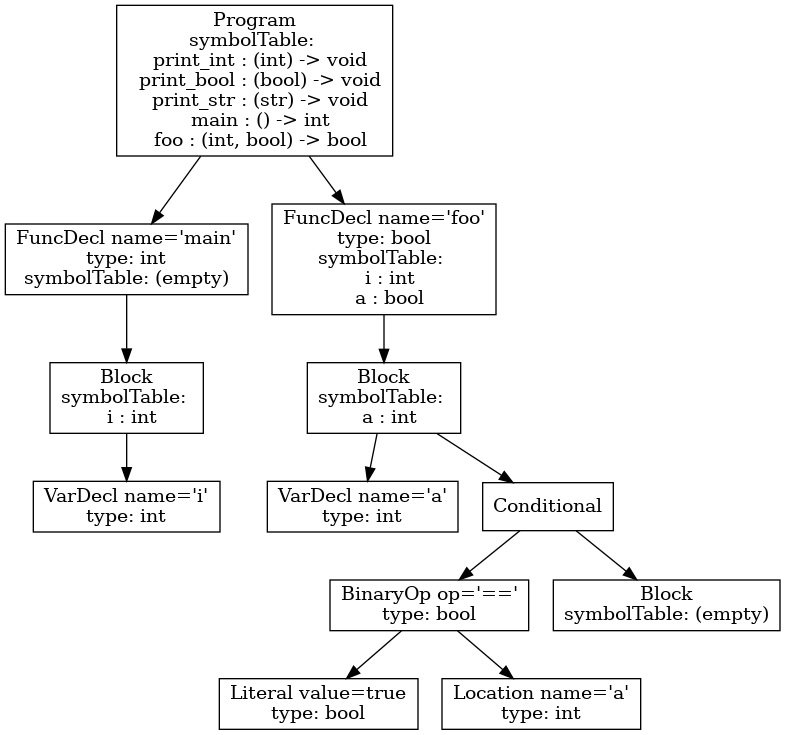 Program
symbolTable:
print_int : (int) -> void
print_bool : (bool) -> void
print_str : (str) -> void
main : () -> int
foo : (int, bool) -> bool
FuncDecl name='main'
type: int
symbolTable: (empty)
FuncDecl name='foo'
type: bool
symbolTable:
i : int
a : bool
Block
symbolTable:
i : int
Block
symbolTable:
a : int
VarDecl name='i'
type: int
VarDecl name='a'
type: int
Conditional
BinaryOp op='=='
type: bool
Block
symbolTable: (empty)
Literal value=true
type: bool
Location name='a'
type: int